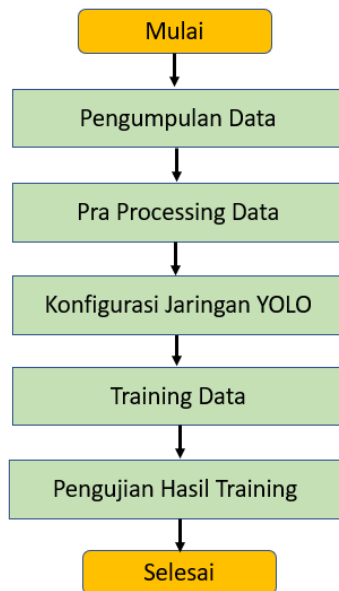 Mulai
Pengumpulan Data
Pra Processing Data
Konfigurasi Jaringan YOLO
Training Data
Pengujian Hasil Training
Selesai